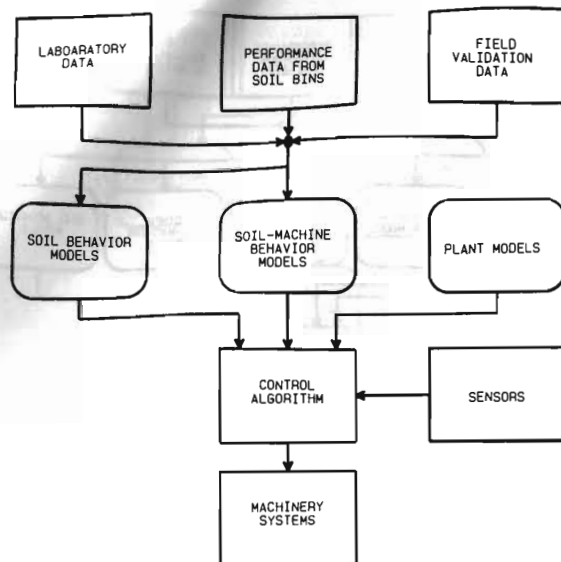 LABOARATORY
DATA
PERFORMANCE
DATA FROM
SOIL BINS
FIELD
VALIDATION
DATA
SOIL BEHAVIOR
MODELS
SOIL-MACHINE
BEHAVIOR
MODELS
PLANT MODELS
CONTROL
ALGORITHM
SENSORS
MACHINERY
SYSTEMS